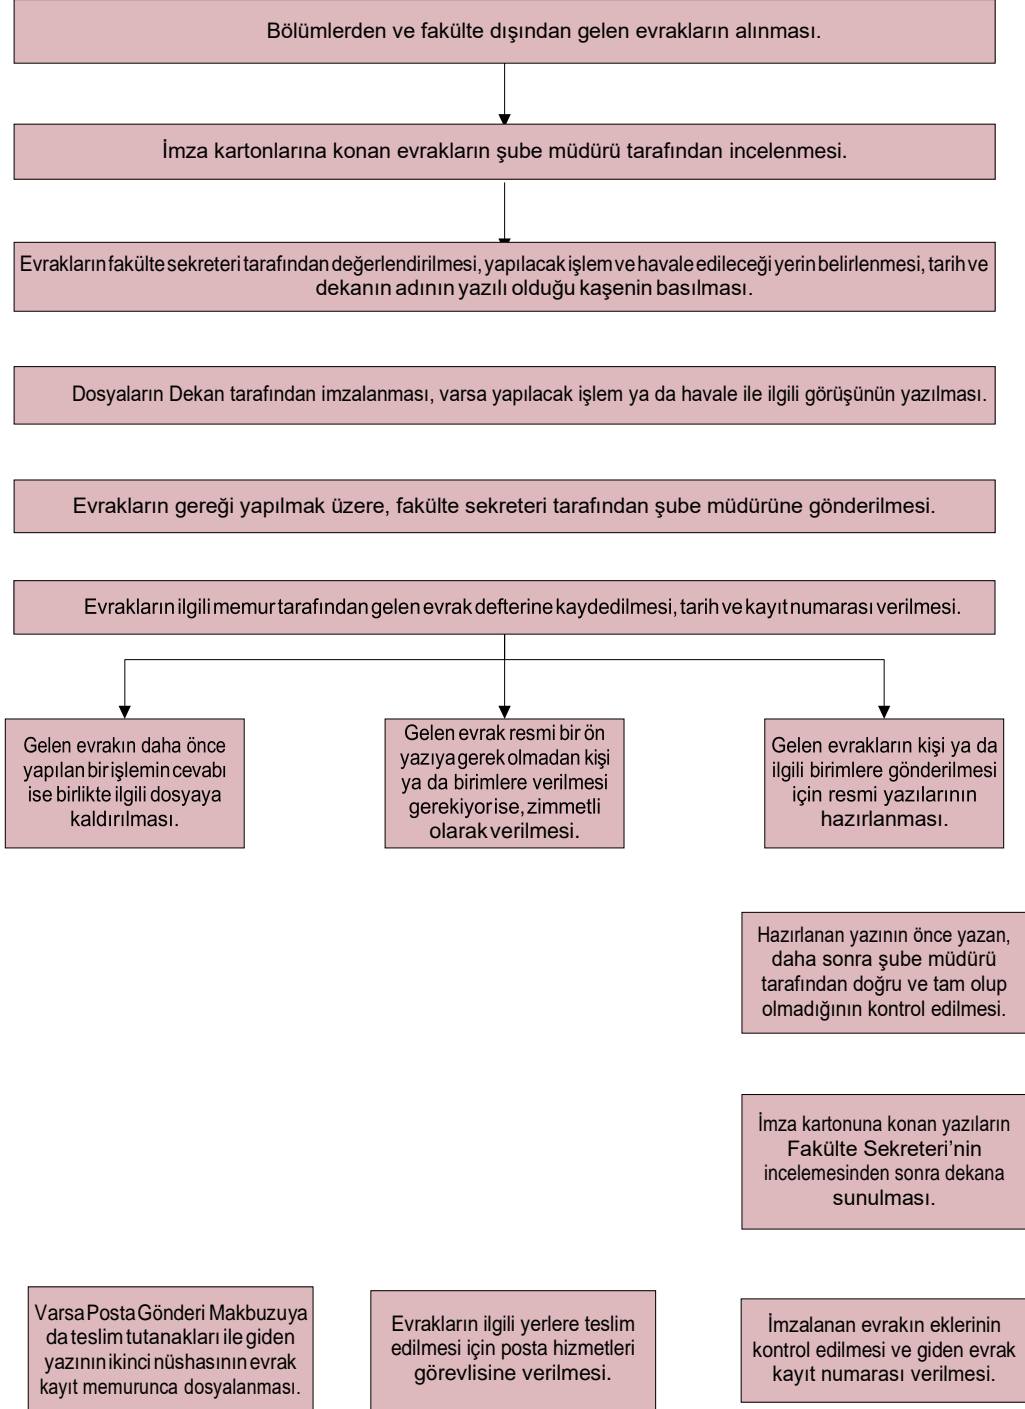 Bölümlerden ve fakülte dışından gelen evrakların alınması.
İmza kartonlarına konan evrakların şube müdürü tarafından incelenmesi.
Evrakların fakülte sekreteri tarafından değerlendirilmesi, yapılacak işlem ve havale edileceği yerin belirlenmesi, tarih ve
dekanın adının yazılı olduğu kaşenin basılması.
Dosyaların Dekan tarafından imzalanması, varsa yapılacak işlem ya da havale ile ilgili görüşünün yazılması.
Evrakların gereği yapılmak üzere, fakülte sekreteri tarafından şube müdürüne gönderilmesi.
Evrakların ilgili memur tarafından gelen evrak defterine kaydedilmesi, tarih ve kayıt numarası verilmesi.
Gelen evrakın daha önce
yapılan bir işlemin cevabı
ise birlikte ilgili dosyaya
kaldırılması.
Gelen evrak resmi bir ön
yazıya gerek olmadan kişi
ya da birimlere verilmesi
gerekiyor ise, zimmetli
olarak verilmesi.
Gelen evrakların kişi ya da
ilgili birimlere gönderilmesi
için resmi yazılarının
hazırlanması.
Hazırlanan yazının önce yazan,
daha sonra şube müdürü
tarafından doğru ve tam olup
olmadığının kontrol edilmesi.
İmza kartonuna konan yazıların
Fakülte Sekreteri’nin
incelemesinden sonra dekana
sunulması.
Varsa Posta Gönderi Makbuzu ya
da teslim tutanakları ile giden
yazının ikinci nüshasının evrak
kayıt memurunca dosyalanması.
Evrakların ilgili yerlere teslim
edilmesi için posta hizmetleri
görevlisine verilmesi.
İmzalanan evrakın eklerinin
kontrol edilmesi ve giden evrak
kayıt numarası verilmesi.